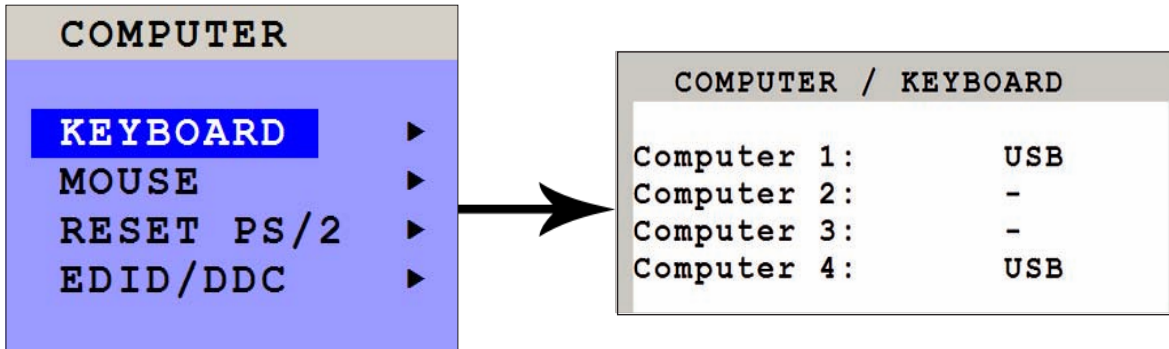 COMPUTER
KEYBOARD ►
MOUSE ►
RESET PS/2 ►
EDID/DDC ►
COMPUTER / KEYBOARD
Computer 1: USB
Computer 2: -
Computer 3: -
Computer 4: USB